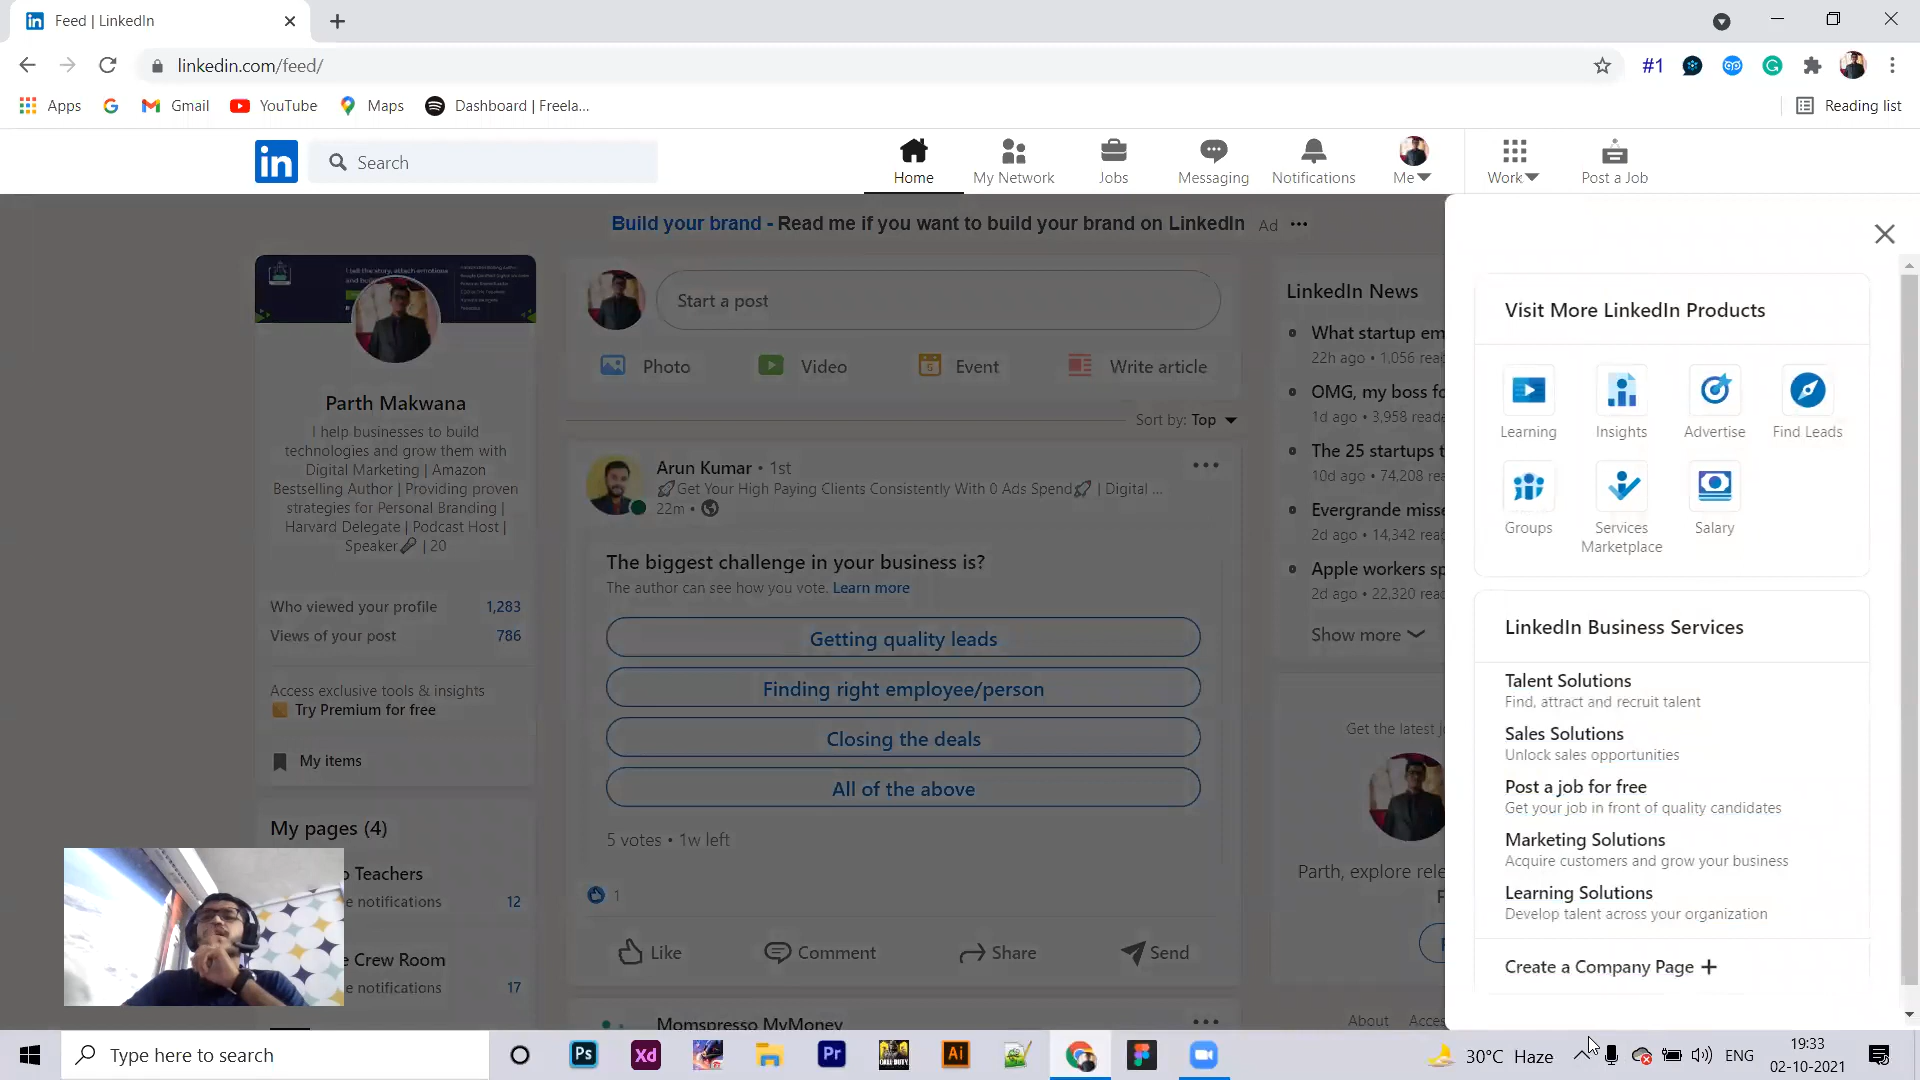 Feed | LinkedIn
linkedin.com/feed/
#1
Apps
Gmail
YouTube
Maps
Dashboard | Freela...
Reading list
in
Search
Home
My Network
Jobs
Messaging
Notifications
Me
Work
Post a Job
Build your brand - Read me if you want to build your brand on LinkedIn Ad
Parth Makwana
I help businesses to build
technologies and grow them with
Digital Marketing | Amazon
Bestselling Author | Providing proven
strategies for Personal Branding |
Harvard Delegate | Podcast Host |
Speaker🎤 | 20
Who viewed your profile 1,283
Views of your post 786
Access exclusive tools & insights
Try Premium for free
My items
My pages (4)
o Teachers
e notifications 12
e Crew Room
e notifications 17
Start a post
Photo
Video
Event
Write article
Sort by: Top
Arun Kumar • 1st
🚀Get Your High Paying Clients Consistently With 0 Ads Spend🚀 | Digital ...
22m •
The biggest challenge in your business is?
The author can see how you vote. Learn more
Getting quality leads
Finding right employee/person
Closing the deals
All of the above
5 votes • 1w left
1
Like
Comment
Share
Send
Momspresso MyMoney
LinkedIn News
What startup em
22h ago • 1,056 rea
OMG, my boss fo
1d ago • 3,958 reade
The 25 startups t
10d ago • 74,208 rea
Evergrande misse
2d ago • 14,342 rea
Apple workers sp
2d ago • 22,320 rea
Show more
Get the latest j
Parth, explore rele
F
About Acces
Visit More LinkedIn Products
Learning
Insights
Advertise
Find Leads
Groups
Services
Marketplace
Salary
LinkedIn Business Services
Talent Solutions
Find, attract and recruit talent
Sales Solutions
Unlock sales opportunities
Post a job for free
Get your job in front of quality candidates
Marketing Solutions
Acquire customers and grow your business
Learning Solutions
Develop talent across your organization
Create a Company Page +
Type here to search
Ps
Xd
Pr
Ai
30°C Haze
ENG
19:33
02-10-2021